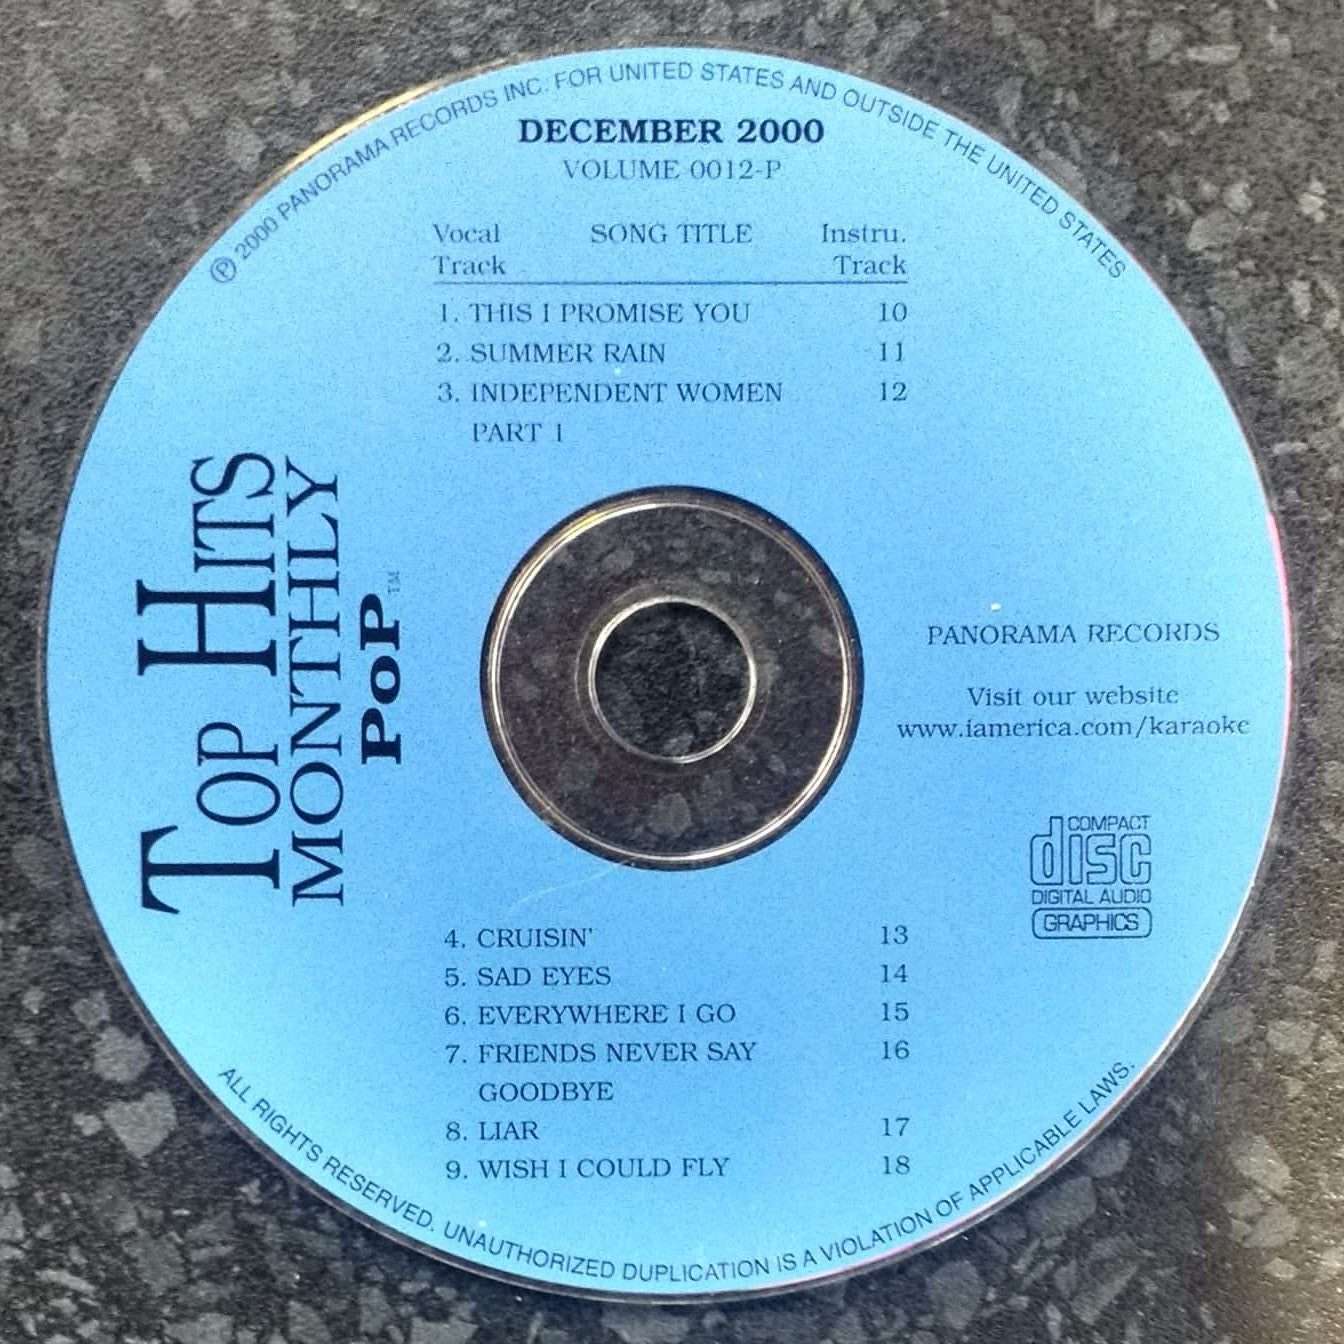 ℗ 2000 PANORAMA RECORDS INC. FOR UNITED STATES AND OUTSIDE THE UNITED STATES
DECEMBER 2000
VOLUME 0012-P
Vocal SONG TITLE Instru.
Track Track
1. THIS I PROMISE YOU 10
2. SUMMER RAIN 11
3. INDEPENDENT WOMEN 12
PART 1
TOP HITS
MONTHLY
POP™
PANORAMA RECORDS
Visit our website
www.iamerica.com/karaoke
COMPACT
disc
DIGITAL AUDIO
GRAPHICS
4. CRUISIN' 13
5. SAD EYES 14
6. EVERYWHERE I GO 15
7. FRIENDS NEVER SAY 16
GOODBYE
8. LIAR 17
9. WISH I COULD FLY 18
ALL RIGHTS RESERVED. UNAUTHORIZED DUPLICATION IS A VIOLATION OF APPLICABLE LAWS.